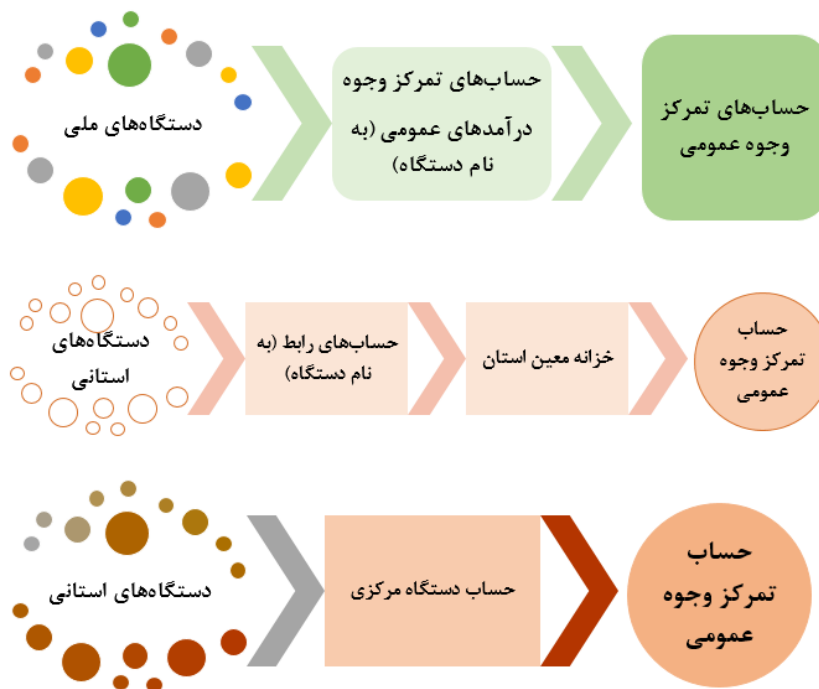 دستگاه‌های ملی
حساب‌های تمرکز وجوه
درآمدهای عمومی (به
نام دستگاه)
حساب‌های تمرکز
وجوه عمومی
دستگاه‌های
استانی
حساب‌های رابط (به
نام دستگاه)
خزانه معین استان
حساب
تمرکز وجوه
عمومی
دستگاه‌های استانی
حساب دستگاه مرکزی
حساب
تمرکز وجوه
عمومی